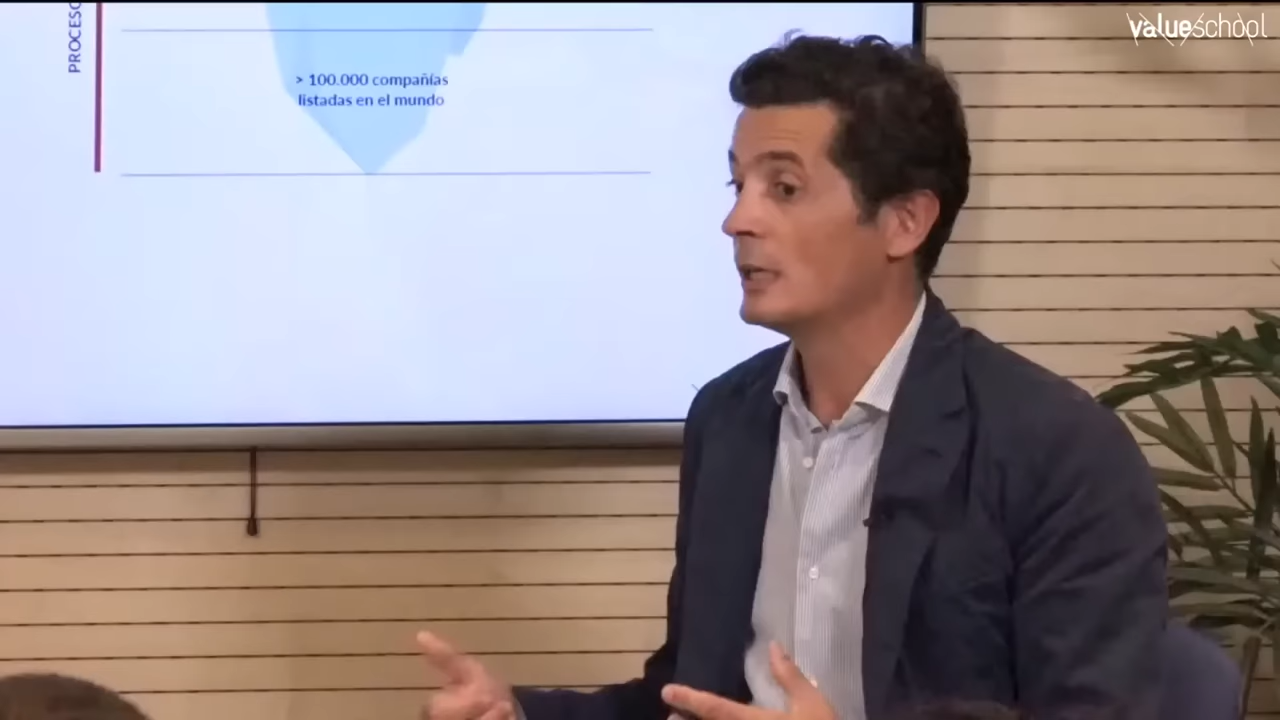 valueschool
PROCESO
> 100.000 compañías
listadas en el mundo